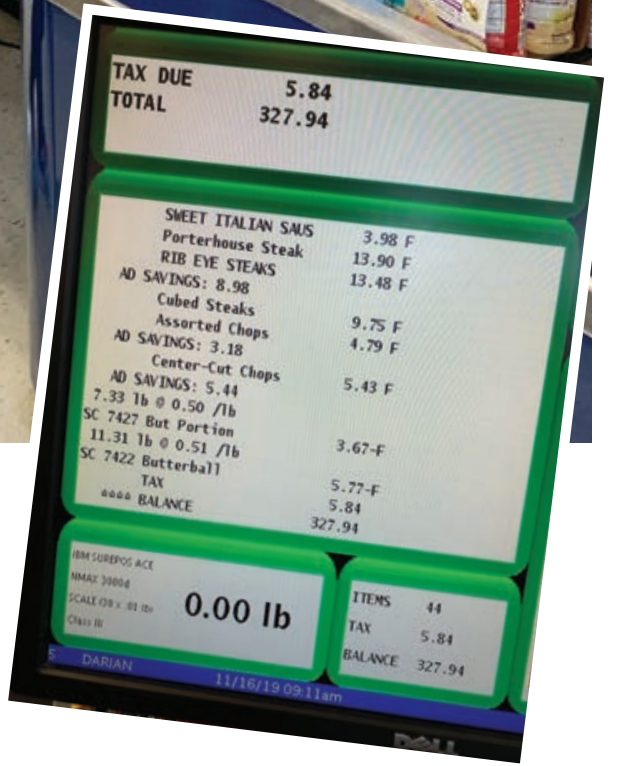 TAX DUE 5.84
TOTAL 327.94
SWEET ITALIAN SAUS 3.98 F
Porterhouse Steak 13.90 F
RIB EYE STEAKS 13.48 F
AD SAVINGS: 8.98
Cubed Steaks 9.75 F
Assorted Chops 4.79 F
AD SAVINGS: 3.18
Center-Cut Chops 5.43 F
AD SAVINGS: 5.44
7.33 lb @ 0.50 /lb
SC 7427 But Portion 3.67-F
11.31 lb @ 0.51 /lb
SC 7422 Butterball 5.77-F
TAX 5.84
**** BALANCE 327.94
IBM SUREPOS ACE
NMAX 3000d
SCALE
Class III
0.00 lb
ITEMS 44
TAX 5.84
BALANCE 327.94
5 DARIAN 11/16/19 09:11am
DELL